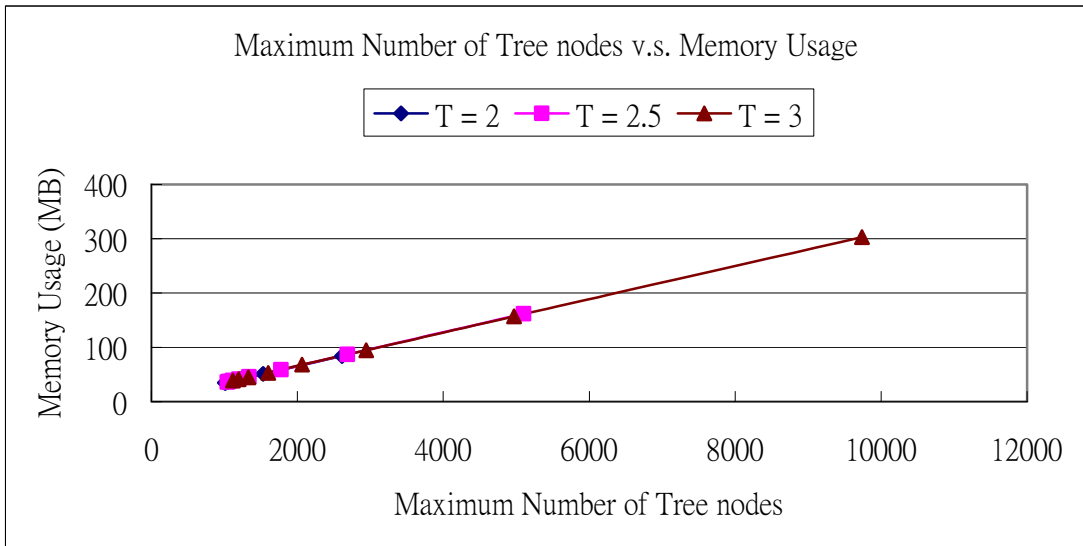 Maximum Number of Tree nodes v.s. Memory Usage
T = 2 T = 2.5 T = 3
Memory Usage (MB)
400
300
200
100
0
0 2000 4000 6000 8000 10000 12000
Maximum Number of Tree nodes